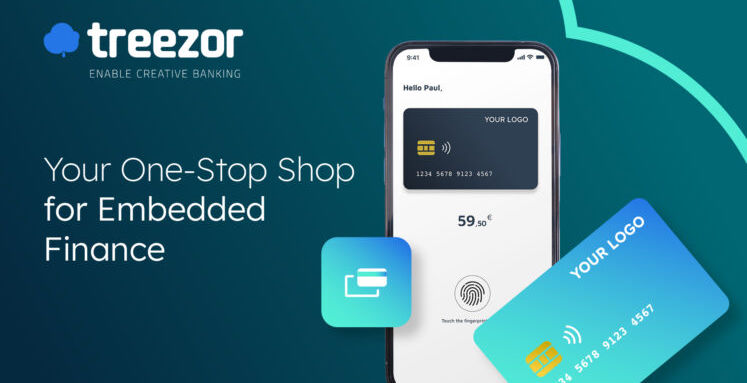 treezor
ENABLE CREATIVE BANKING
Your One-Stop Shop
for Embedded
Finance
9:41
Hello Paul,
YOUR LOGO
1234 5678 9123 4567
59,50€
Touch the fingerprint
YOUR LOGO
34 5678 9123 4567